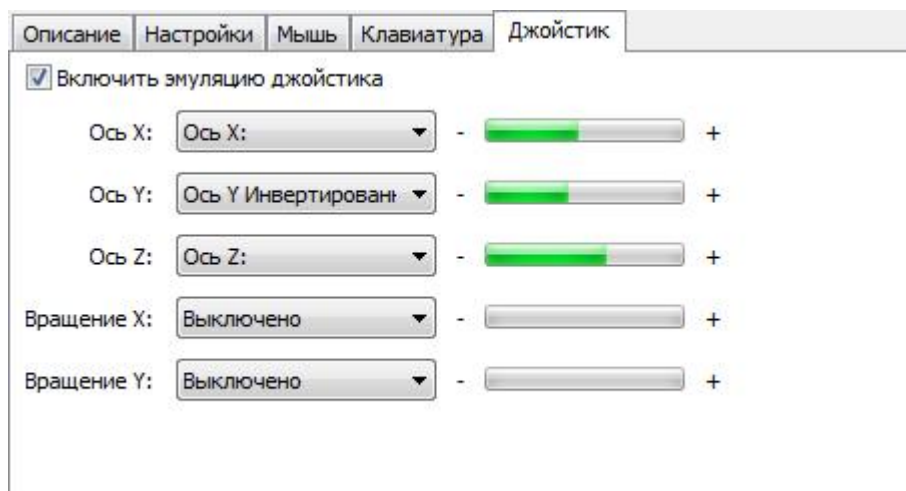 Описание Настройки Мышь Клавиатура Джойстик
Включить эмуляцию джойстика
Ось X: Ось X: - +
Ось Y: Ось Y Инвертирован - +
Ось Z: Ось Z: - +
Вращение X: Выключено - +
Вращение Y: Выключено - +